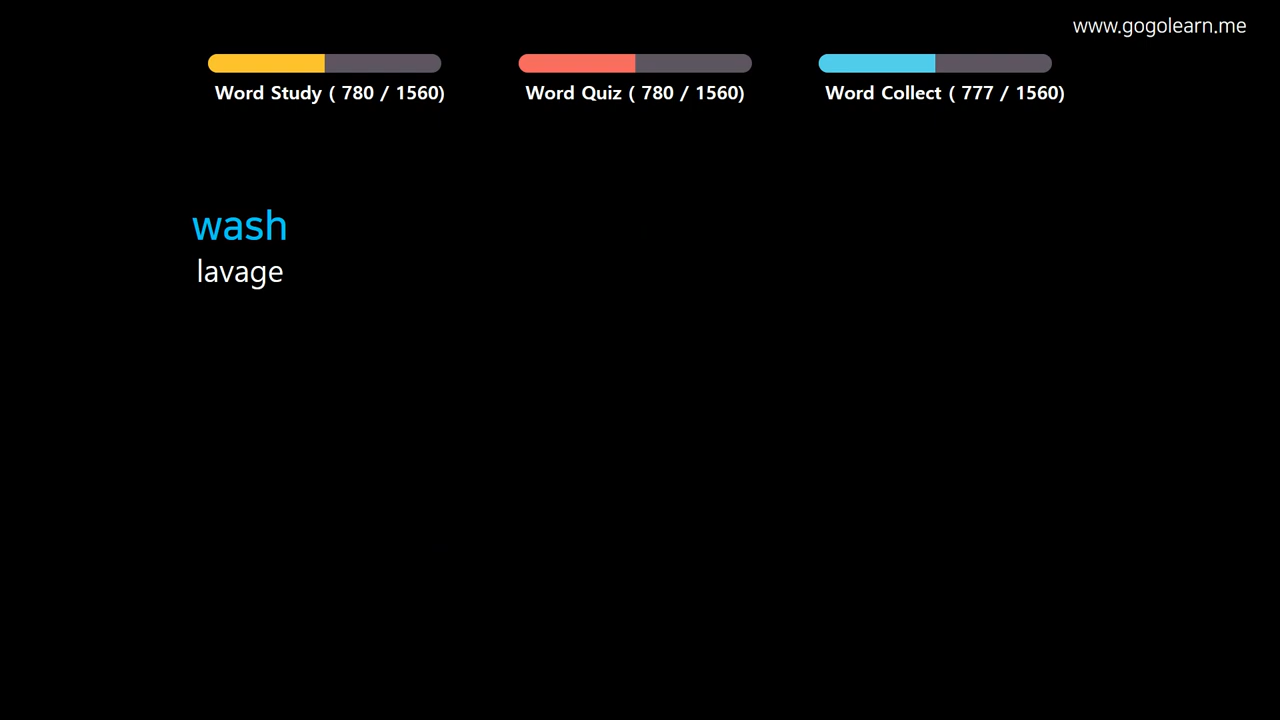 www.gogolearn.me
Word Study ( 780 / 1560)
Word Quiz ( 780 / 1560)
Word Collect ( 777 / 1560)
wash
lavage